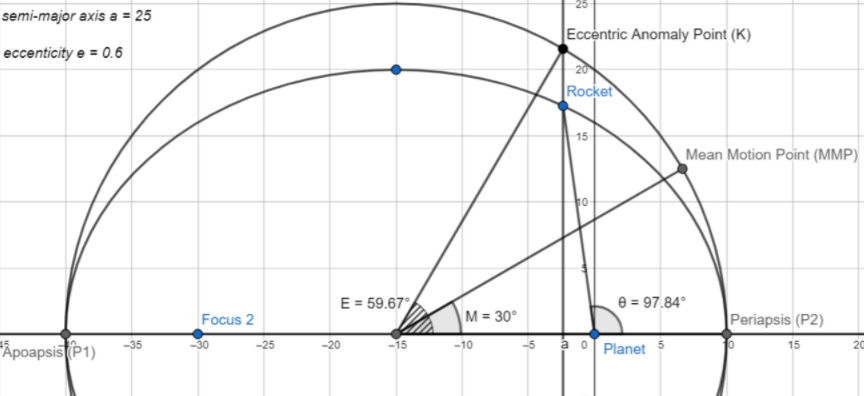 semi-major axis a = 25
eccenticity e = 0.6
25
Eccentric Anomaly Point (K)
20
Rocket
15
Mean Motion Point (MMP)
10
5
E = 59.67°
M = 30°
θ = 97.84°
Focus 2
Periapsis (P2)
45
−30
−25
−20
−15
−10
−5
a
0
5
10
15
20
Apoapsis (P1)
Planet